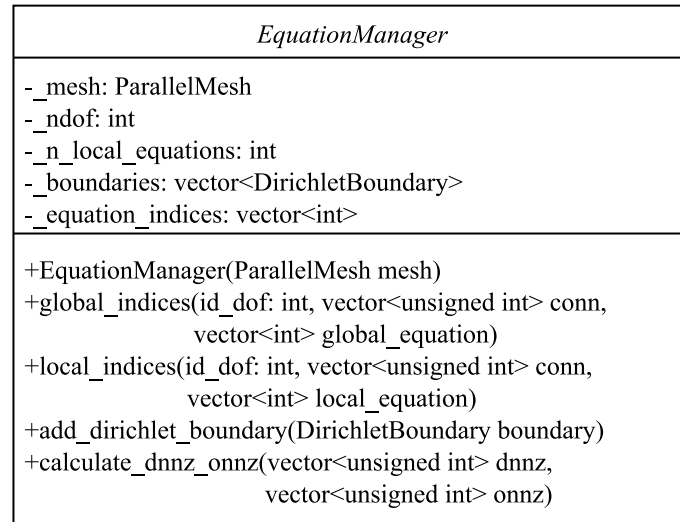 EquationManager
-_mesh: ParallelMesh
-_ndof: int
-_n_local_equations: int
-_boundaries: vector<DirichletBoundary>
-_equation_indices: vector<int>
+EquationManager(ParallelMesh mesh)
+global_indices(id_dof: int, vector<unsigned int> conn,
vector<int> global_equation)
+local_indices(id_dof: int, vector<unsigned int> conn,
vector<int> local_equation)
+add_dirichlet_boundary(DirichletBoundary boundary)
+calculate_dnnz_onnz(vector<unsigned int> dnnz,
vector<unsigned int> onnz)